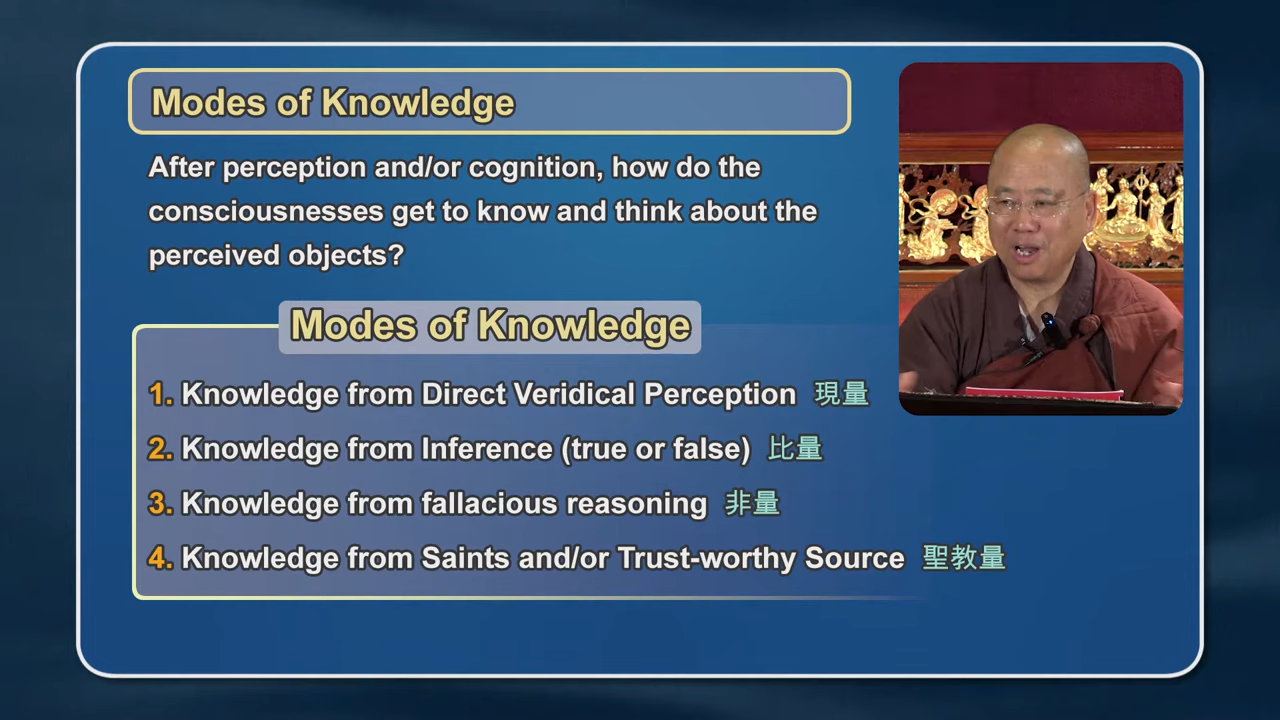 Modes of Knowledge
After perception and/or cognition, how do the
consciousnesses get to know and think about the
perceived objects?
Modes of Knowledge
1. Knowledge from Direct Veridical Perception 現量
2. Knowledge from Inference (true or false) 比量
3. Knowledge from fallacious reasoning 非量
4. Knowledge from Saints and/or Trust-worthy Source 聖教量